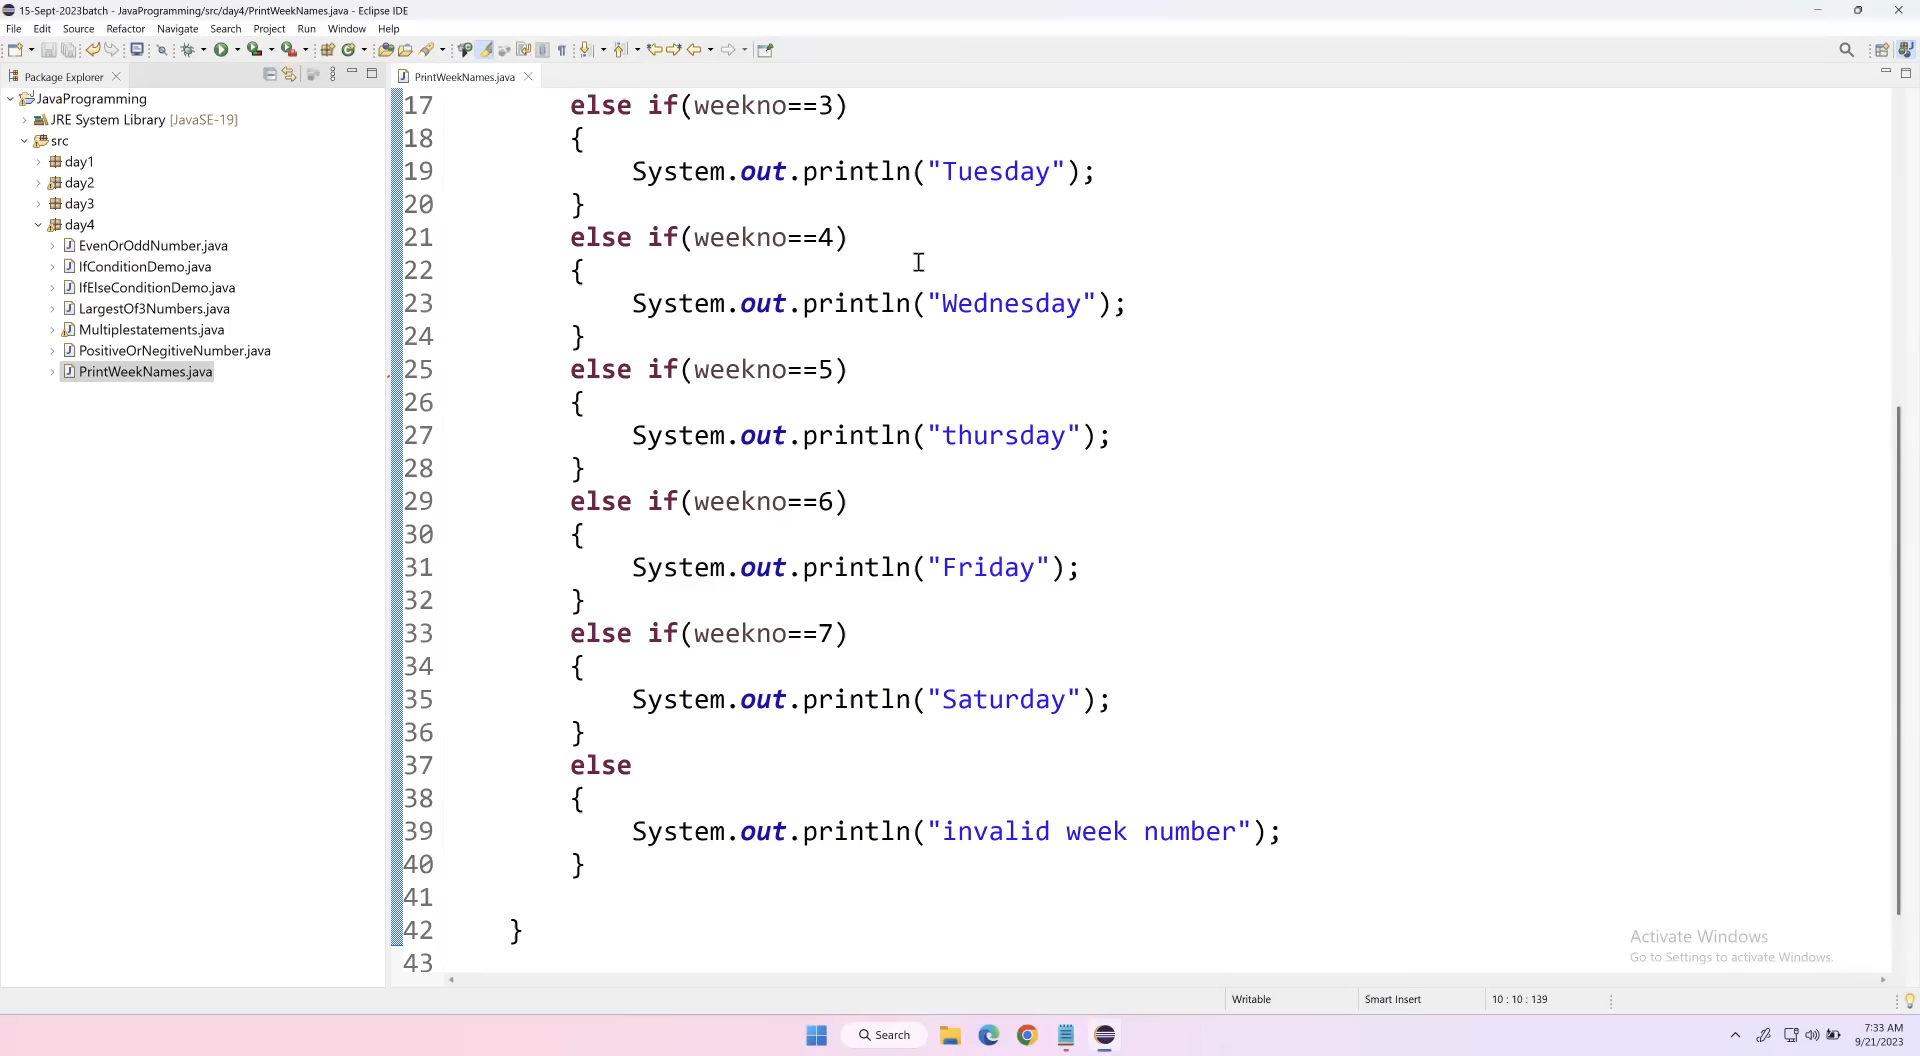 15-Sept-2023batch - JavaProgramming/src/day4/PrintWeekNames.java - Eclipse IDE
File Edit Source Refactor Navigate Search Project Run Window Help
Package Explorer
JavaProgramming
JRE System Library [JavaSE-19]
src
day1
day2
day3
day4
EvenOrOddNumber.java
IfConditionDemo.java
IfElseConditionDemo.java
LargestOf3Numbers.java
Multiplestatements.java
PositiveOrNegitiveNumber.java
PrintWeekNames.java
PrintWeekNames.java
17 else if(weekno==3)
18 {
19 System.out.println("Tuesday");
20 }
21 else if(weekno==4)
22 {
23 System.out.println("Wednesday");
24 }
25 else if(weekno==5)
26 {
27 System.out.println("thursday");
28 }
29 else if(weekno==6)
30 {
31 System.out.println("Friday");
32 }
33 else if(weekno==7)
34 {
35 System.out.println("Saturday");
36 }
37 else
38 {
39 System.out.println("invalid week number");
40 }
41
42 }
43
Activate Windows
Go to Settings to activate Windows.
Writable Smart Insert 10 : 10 : 139
Search
7:33 AM
9/21/2023